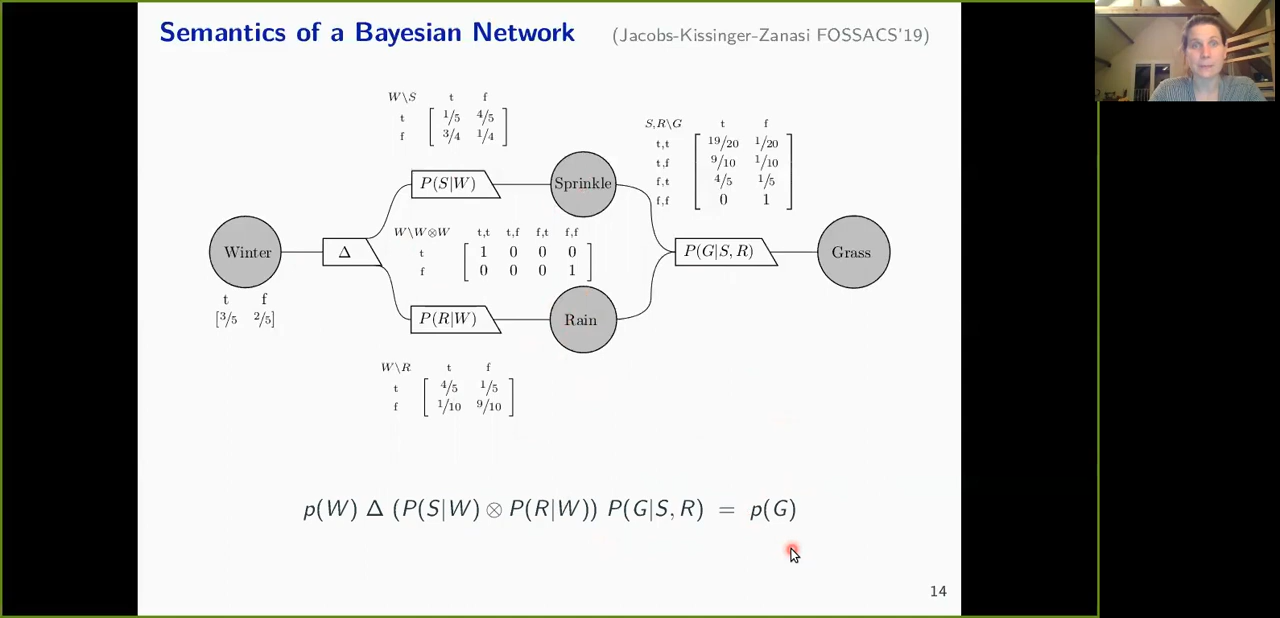 Semantics of a Bayesian Network (Jacobs-Kissinger-Zanasi FOSSACS'19)
W\S t f
t 1/5 4/5
f 3/4 1/4
S,R\G t f
t,t 19/20 1/20
t,f 9/10 1/10
f,t 4/5 1/5
f,f 0 1
P(S|W)
Sprinkle
W\W⊗W t,t t,f f,t f,f
t 1 0 0 0
f 0 0 0 1
Winter
Δ
P(G|S,R)
Grass
t f
[3/5 2/5]
P(R|W)
Rain
W\R t f
t 4/5 1/5
f 1/10 9/10
p(W) Δ (P(S|W) ⊗ P(R|W)) P(G|S, R) = p(G)
14